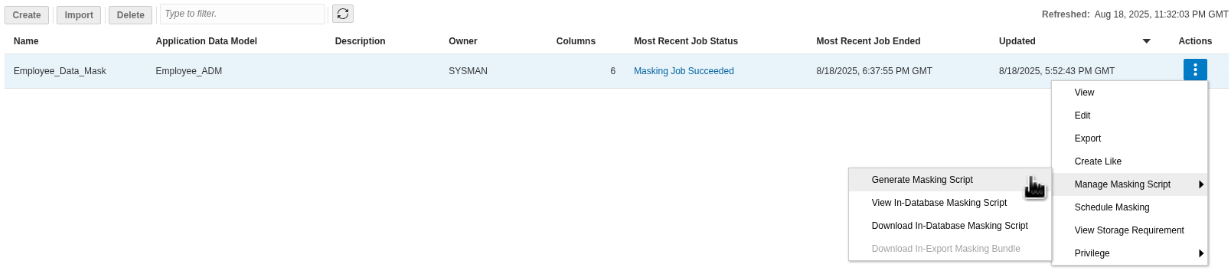 Create Import Delete Type to filter. Refreshed: Aug 18, 2025, 11:32:03 PM GMT
Name Application Data Model Description Owner Columns Most Recent Job Status Most Recent Job Ended Updated Actions
Employee_Data_Mask Employee_ADM SYSMAN 6 Masking Job Succeeded 8/18/2025, 6:37:55 PM GMT 8/18/2025, 5:52:43 PM GMT
View
Edit
Export
Create Like
Manage Masking Script
Schedule Masking
View Storage Requirement
Privilege
Generate Masking Script
View In-Database Masking Script
Download In-Database Masking Script
Download In-Export Masking Bundle